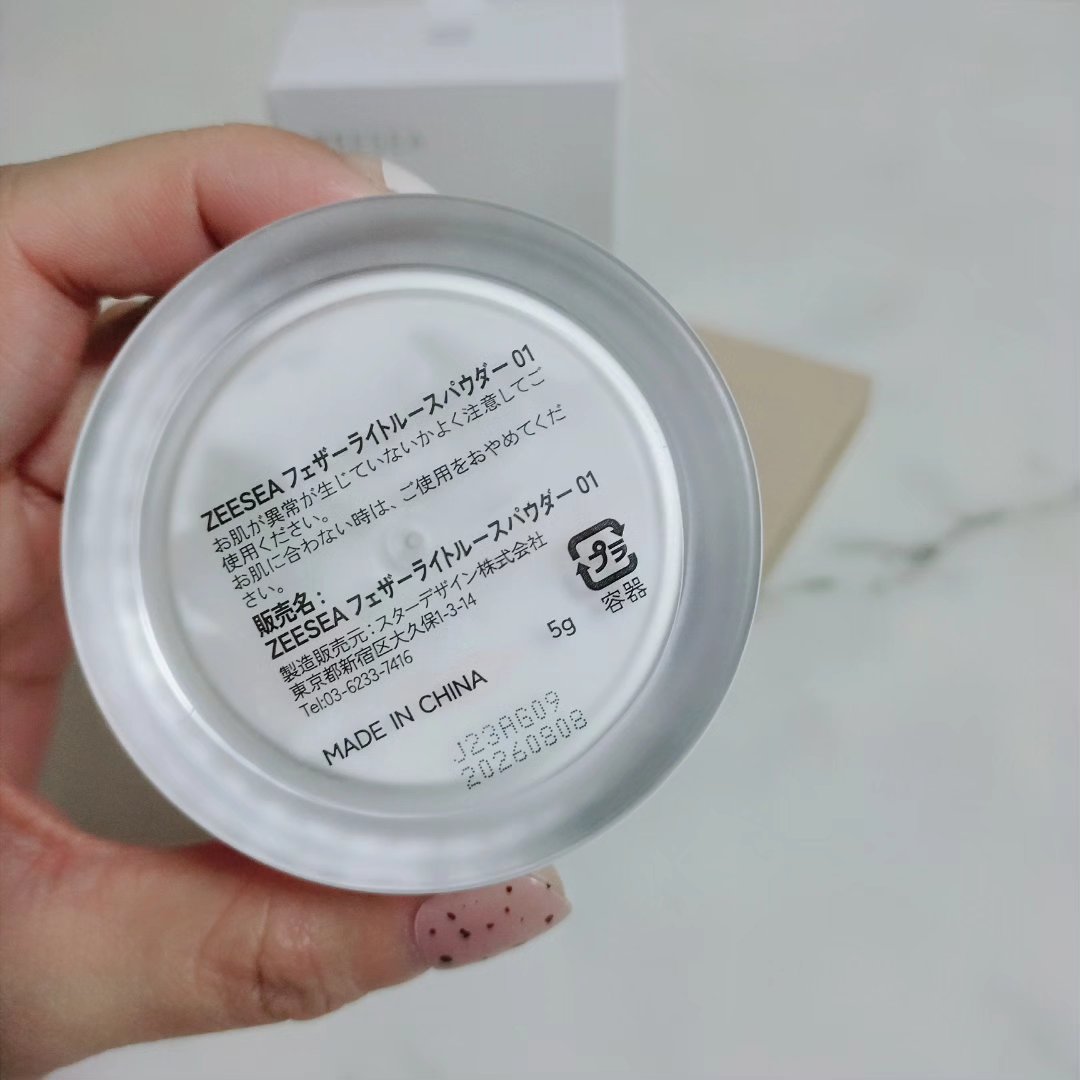 ZEESEA
ZEESEA フェザーライトルースパウダー 01
お肌が異常が生じていないかよく注意してご
使用ください。
お肌に合わない時は、ご使用をおやめてくだ
さい。
販売名：
ZEESEA フェザーライトルースパウダー 01
製造販売元：スターデザイン株式会社
東京都新宿区大久保1-3-14
Tel:03-6233-7416
プラ
容器
5g
MADE IN CHINA
J23AG09
20260808